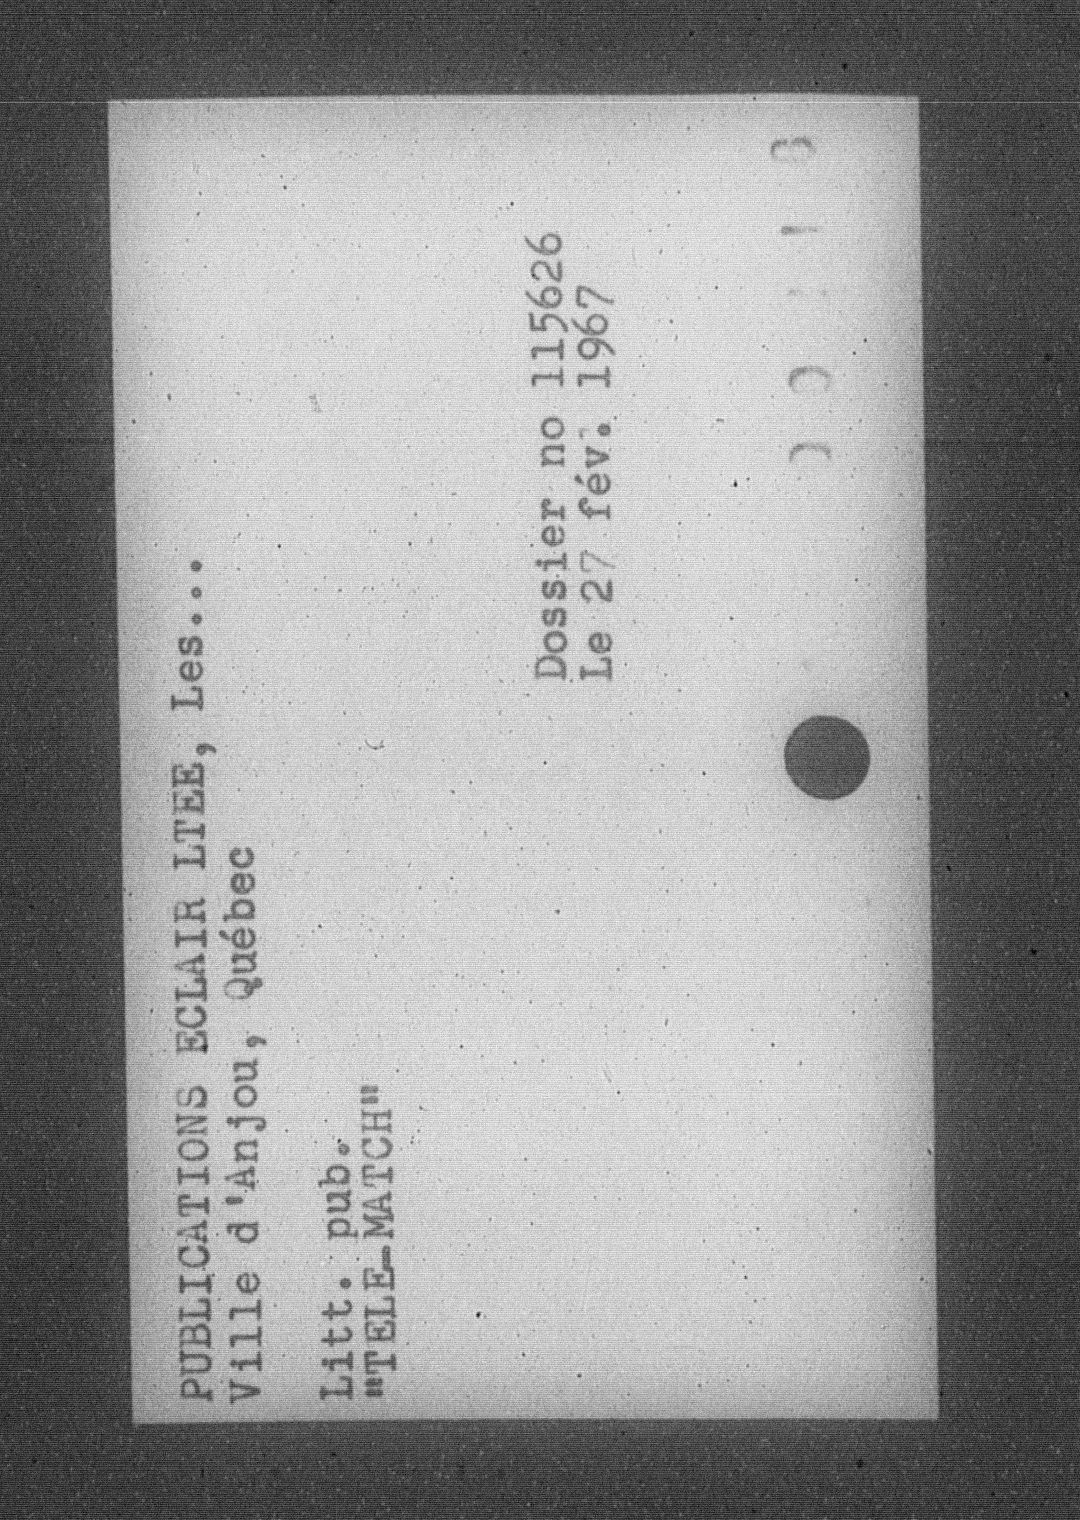 PUBLICATIONS ECLAIR LTEE, Les...
Ville d'Anjou, Québec
Litt. pub.
"TELE-MATCH"
Dossier no 115626
Le 27 fév. 1967